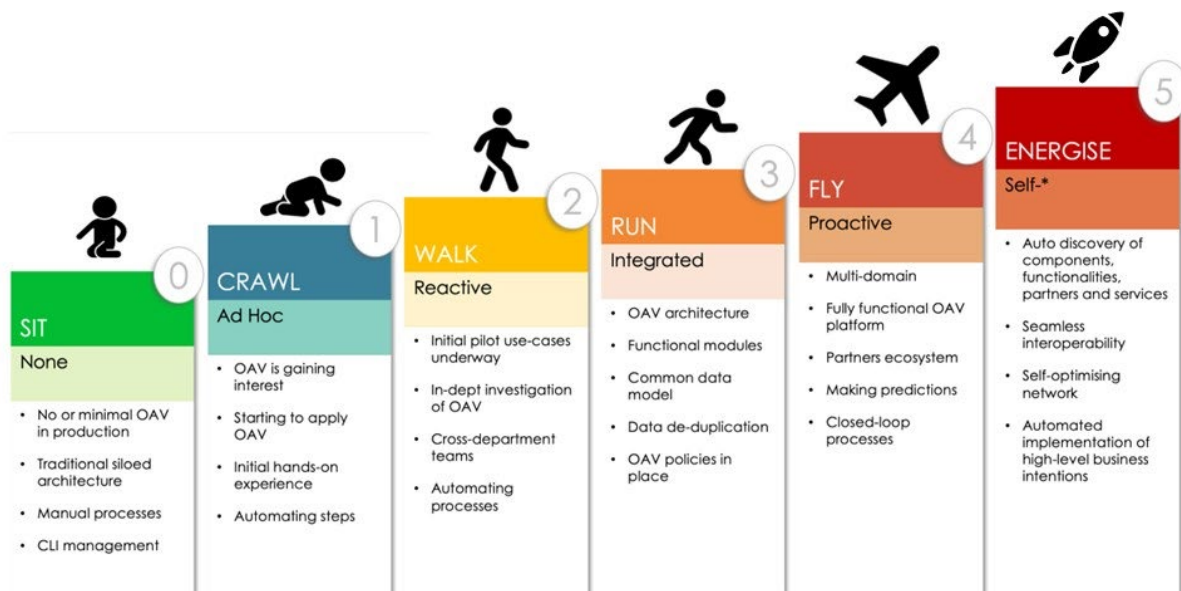 0
SIT
None
• No or minimal OAV
in production
• Traditional siloed
architecture
• Manual processes
• CLI management
1
CRAWL
Ad Hoc
• OAV is gaining
interest
• Starting to apply
OAV
• Initial hands-on
experience
• Automating steps
2
WALK
Reactive
• Initial pilot use-cases
underway
• In-dept investigation
of OAV
• Cross-department
teams
• Automating
processes
3
RUN
Integrated
• OAV architecture
• Functional modules
• Common data
model
• Data de-duplication
• OAV policies in
place
4
FLY
Proactive
• Multi-domain
• Fully functional OAV
platform
• Partners ecosystem
• Making predictions
• Closed-loop
processes
5
ENERGISE
Self-*
• Auto discovery of
components,
functionalities,
partners and services
• Seamless
interoperability
• Self-optimising
network
• Automated
implementation of
high-level business
intentions